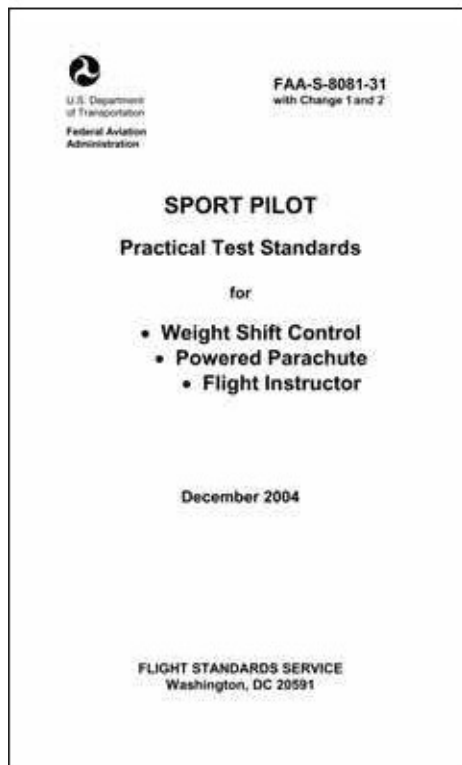 U.S. Department
of Transportation
Federal Aviation
Administration
FAA-S-8081-31
with Change 1 and 2
SPORT PILOT
Practical Test Standards
for
• Weight Shift Control
• Powered Parachute
• Flight Instructor
December 2004
FLIGHT STANDARDS SERVICE
Washington, DC 20591